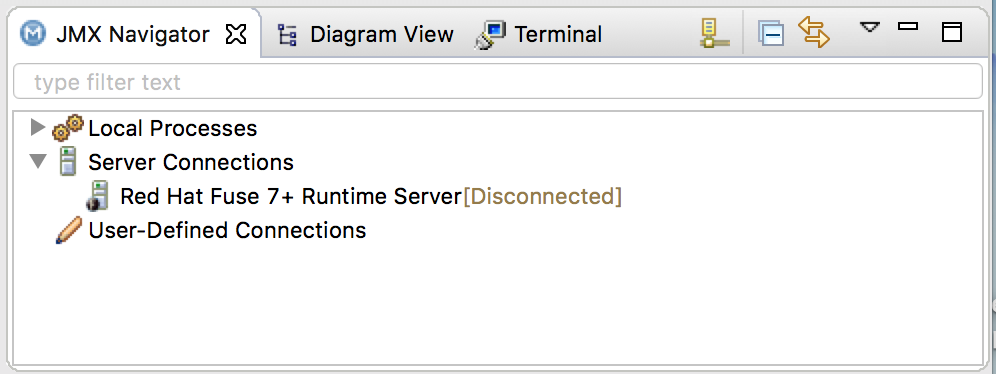 JMX Navigator Diagram View Terminal
type filter text
Local Processes
Server Connections
Red Hat Fuse 7+ Runtime Server[Disconnected]
User-Defined Connections